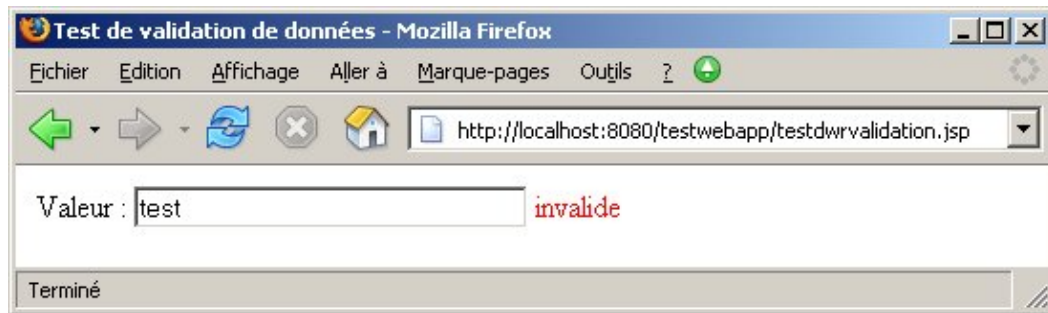 Test de validation de données - Mozilla Firefox
Fichier Edition Affichage Aller à Marque-pages Outils ?
http://localhost:8080/testwebapp/testdwrvalidation.jsp
Valeur : test invalide
Terminé